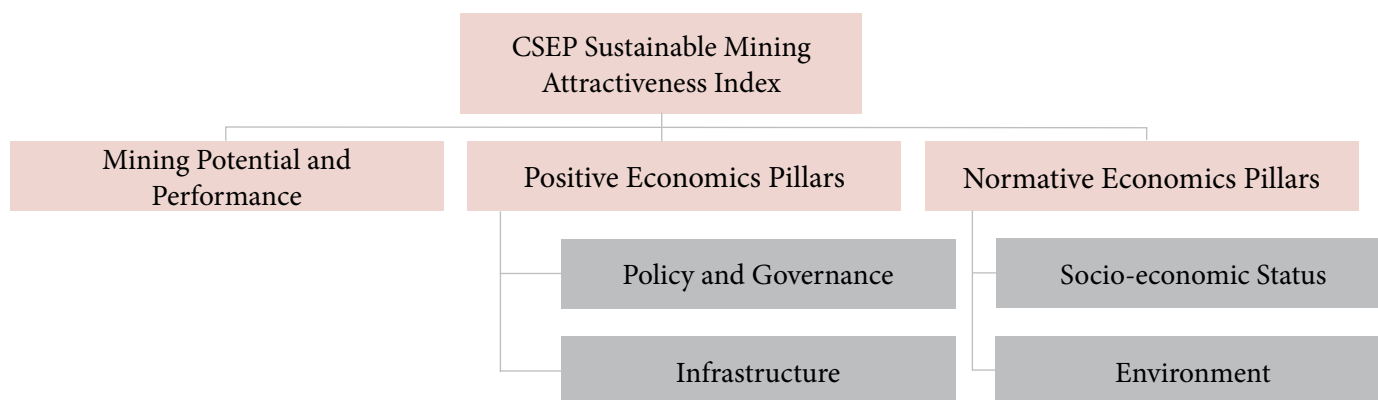 CSEP Sustainable Mining
Attractiveness Index
Mining Potential and
Performance
Positive Economics Pillars
Normative Economics Pillars
Policy and Governance
Socio-economic Status
Infrastructure
Environment